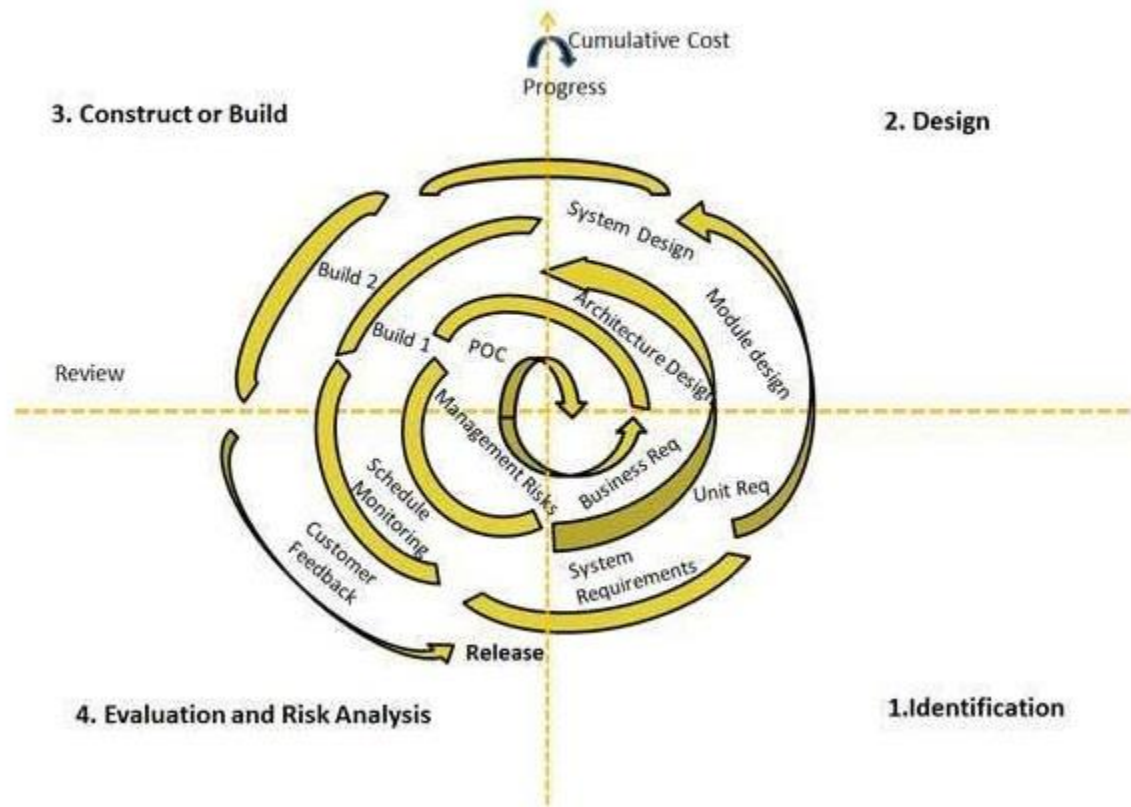 Cumulative Cost
Progress
3. Construct or Build
2. Design
System Design
Build 2
Module design
Architecture Design
Build 1
POC
Review
Management Risks
Business Req
Unit Req
Schedule
Monitoring
System
Requirements
Customer
Feedback
Release
4. Evaluation and Risk Analysis
1.Identification